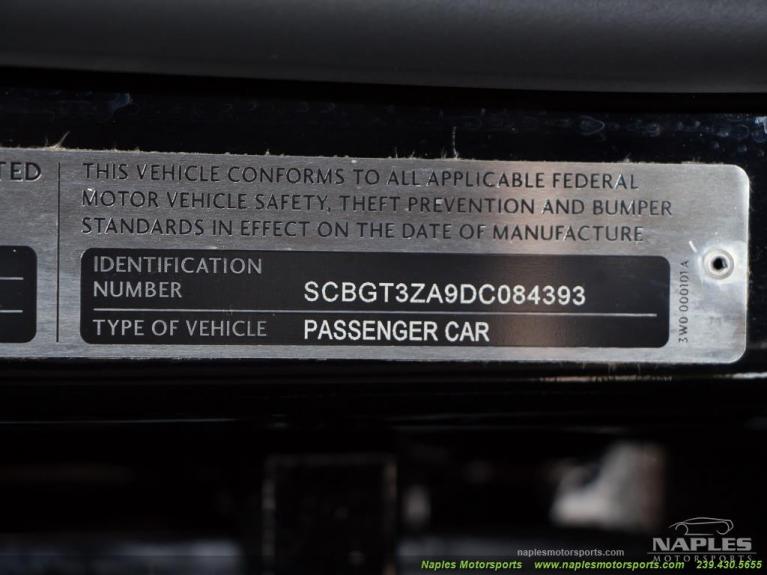 TED
THIS VEHICLE CONFORMS TO ALL APPLICABLE FEDERAL
MOTOR VEHICLE SAFETY, THEFT PREVENTION AND BUMPER
STANDARDS IN EFFECT ON THE DATE OF MANUFACTURE
IDENTIFICATION
NUMBER SCBGT3ZA9DC084393
TYPE OF VEHICLE PASSENGER CAR
3W0 000101A
NAPLES
MOTORSPORTS
naplesmotorsports.com
Naples Motorsports www.naplesmotorsports.com 239.430.5655